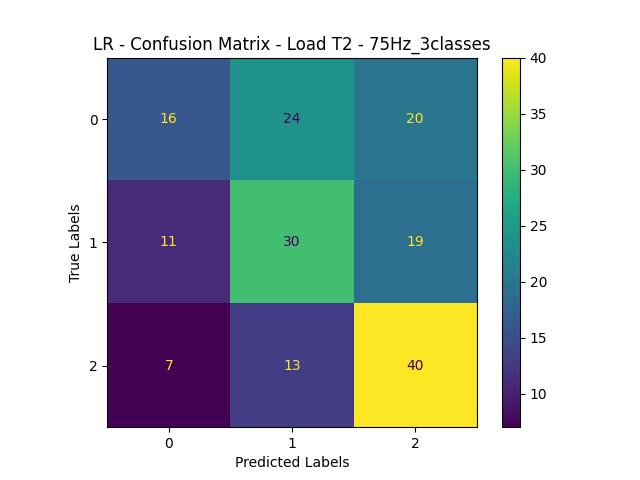 LR - Confusion Matrix - Load T2 - 75Hz_3classes
True Labels
0 16 24 20
1 11 30 19
2 7 13 40
0 1 2
Predicted Labels
40
35
30
25
20
15
10